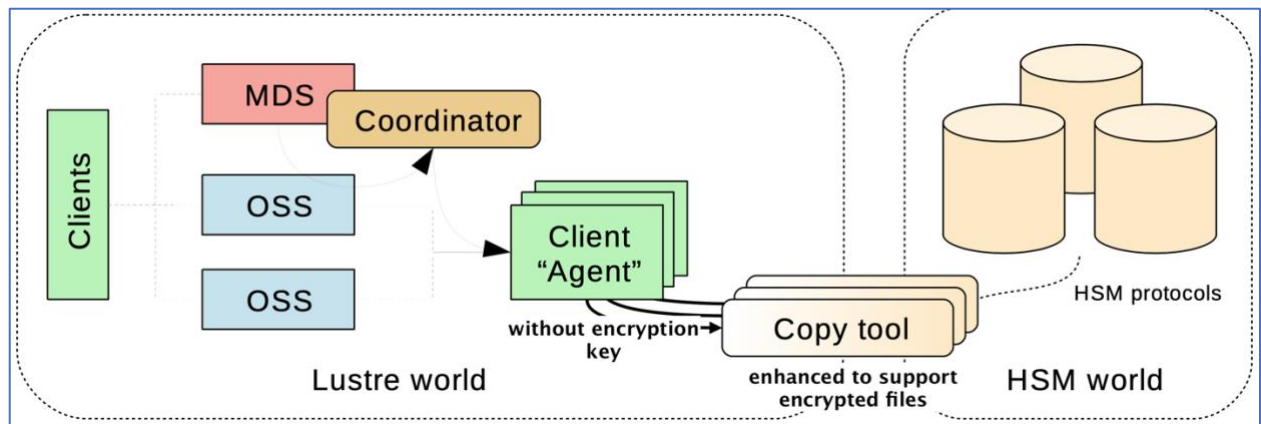 Clients
MDS
Coordinator
OSS
OSS
Client
“Agent”
without encryption
key
Copy tool
enhanced to support
encrypted files
HSM protocols
Lustre world
HSM world